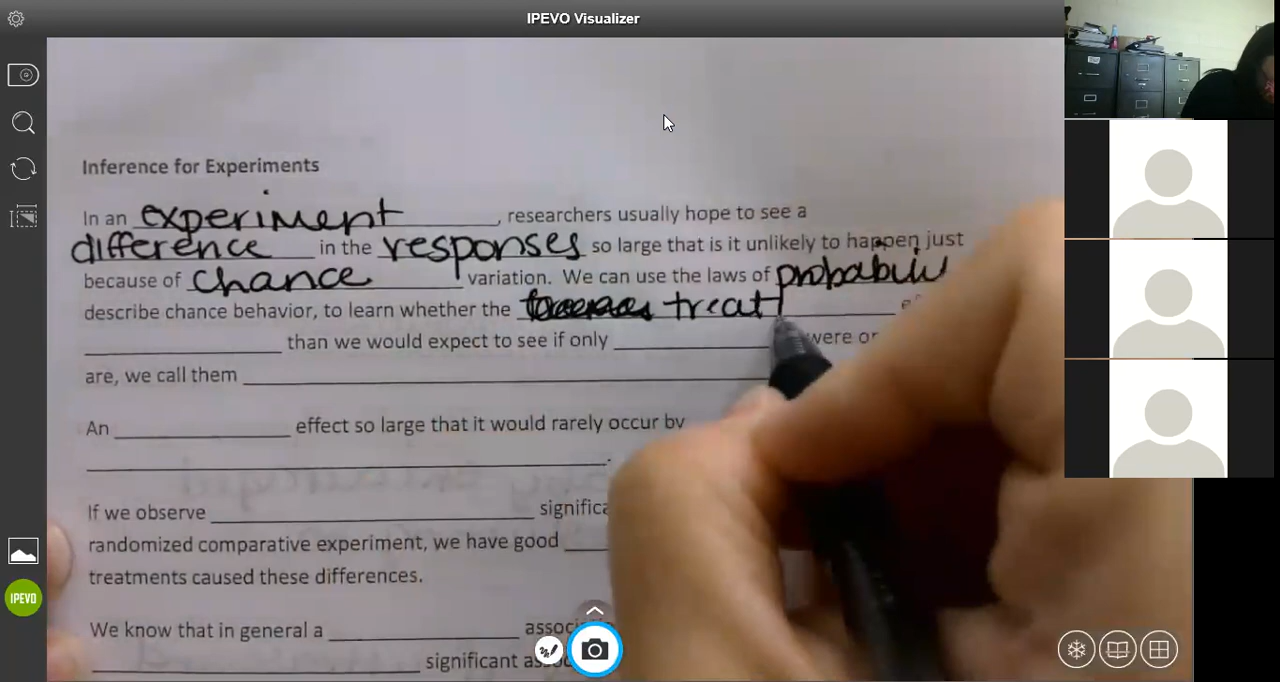 IPEVO Visualizer
Inference for Experiments
In an experiment, researchers usually hope to see a
difference in the responses so large that is it unlikely to happen just
because of chance variation. We can use the laws of
describe chance behavior, to learn whether the treat
than we would expect to see if only were
are, we call them
An effect so large that it would rarely occur by
If we observe
randomized comparative experiment, we have good
treatments caused these differences.
We know that in general a
significant
IPEVO